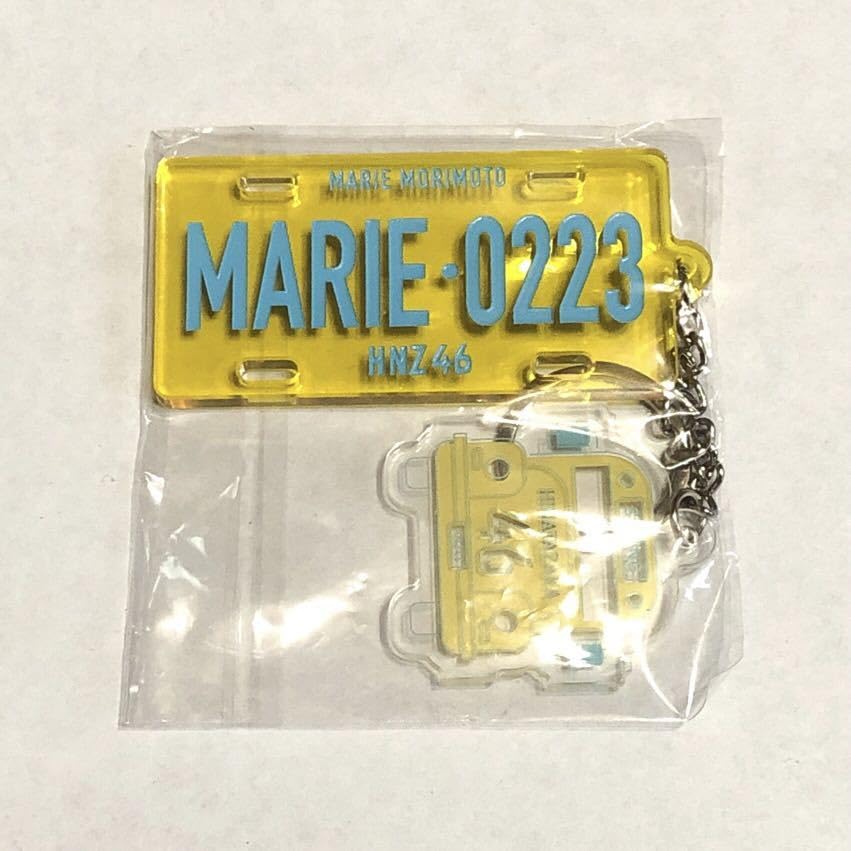 MARIE MORIMOTO
MARIE·0223
HNZ46
HINATAZAKA
46